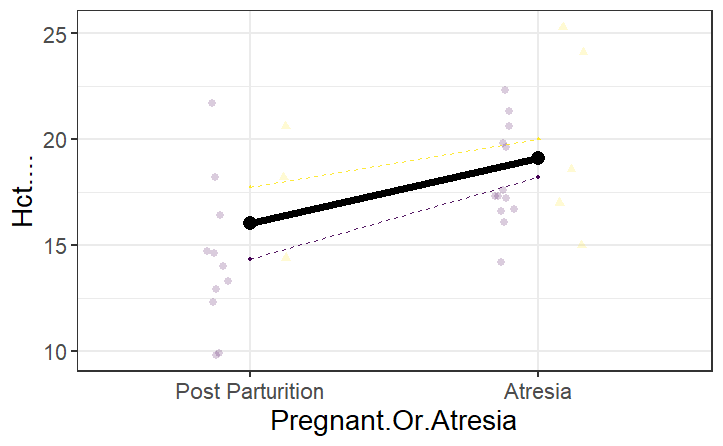 25
20
15
10
Hct....
Post Parturition Atresia
Pregnant.Or.Atresia